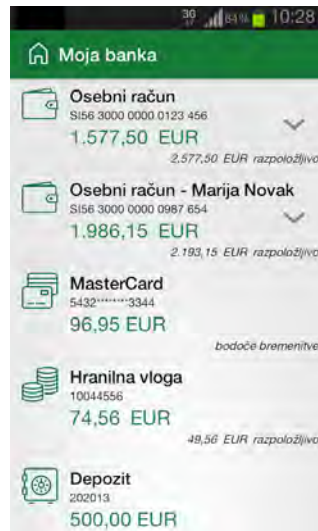 3G 84% 10:28
Moja banka
Osebni račun
SI56 3000 0000 0123 456
1.577,50 EUR
2.577,50 EUR razpoložljivo
Osebni račun - Marija Novak
SI56 3000 0000 0987 654
1.986,15 EUR
2.193,15 EUR razpoložljivo
MasterCard
5432********3344
96,95 EUR
bodoče bremenitve
Hranilna vloga
10044556
74,56 EUR
49,56 EUR razpoložljivo
Depozit
202013
500,00 EUR